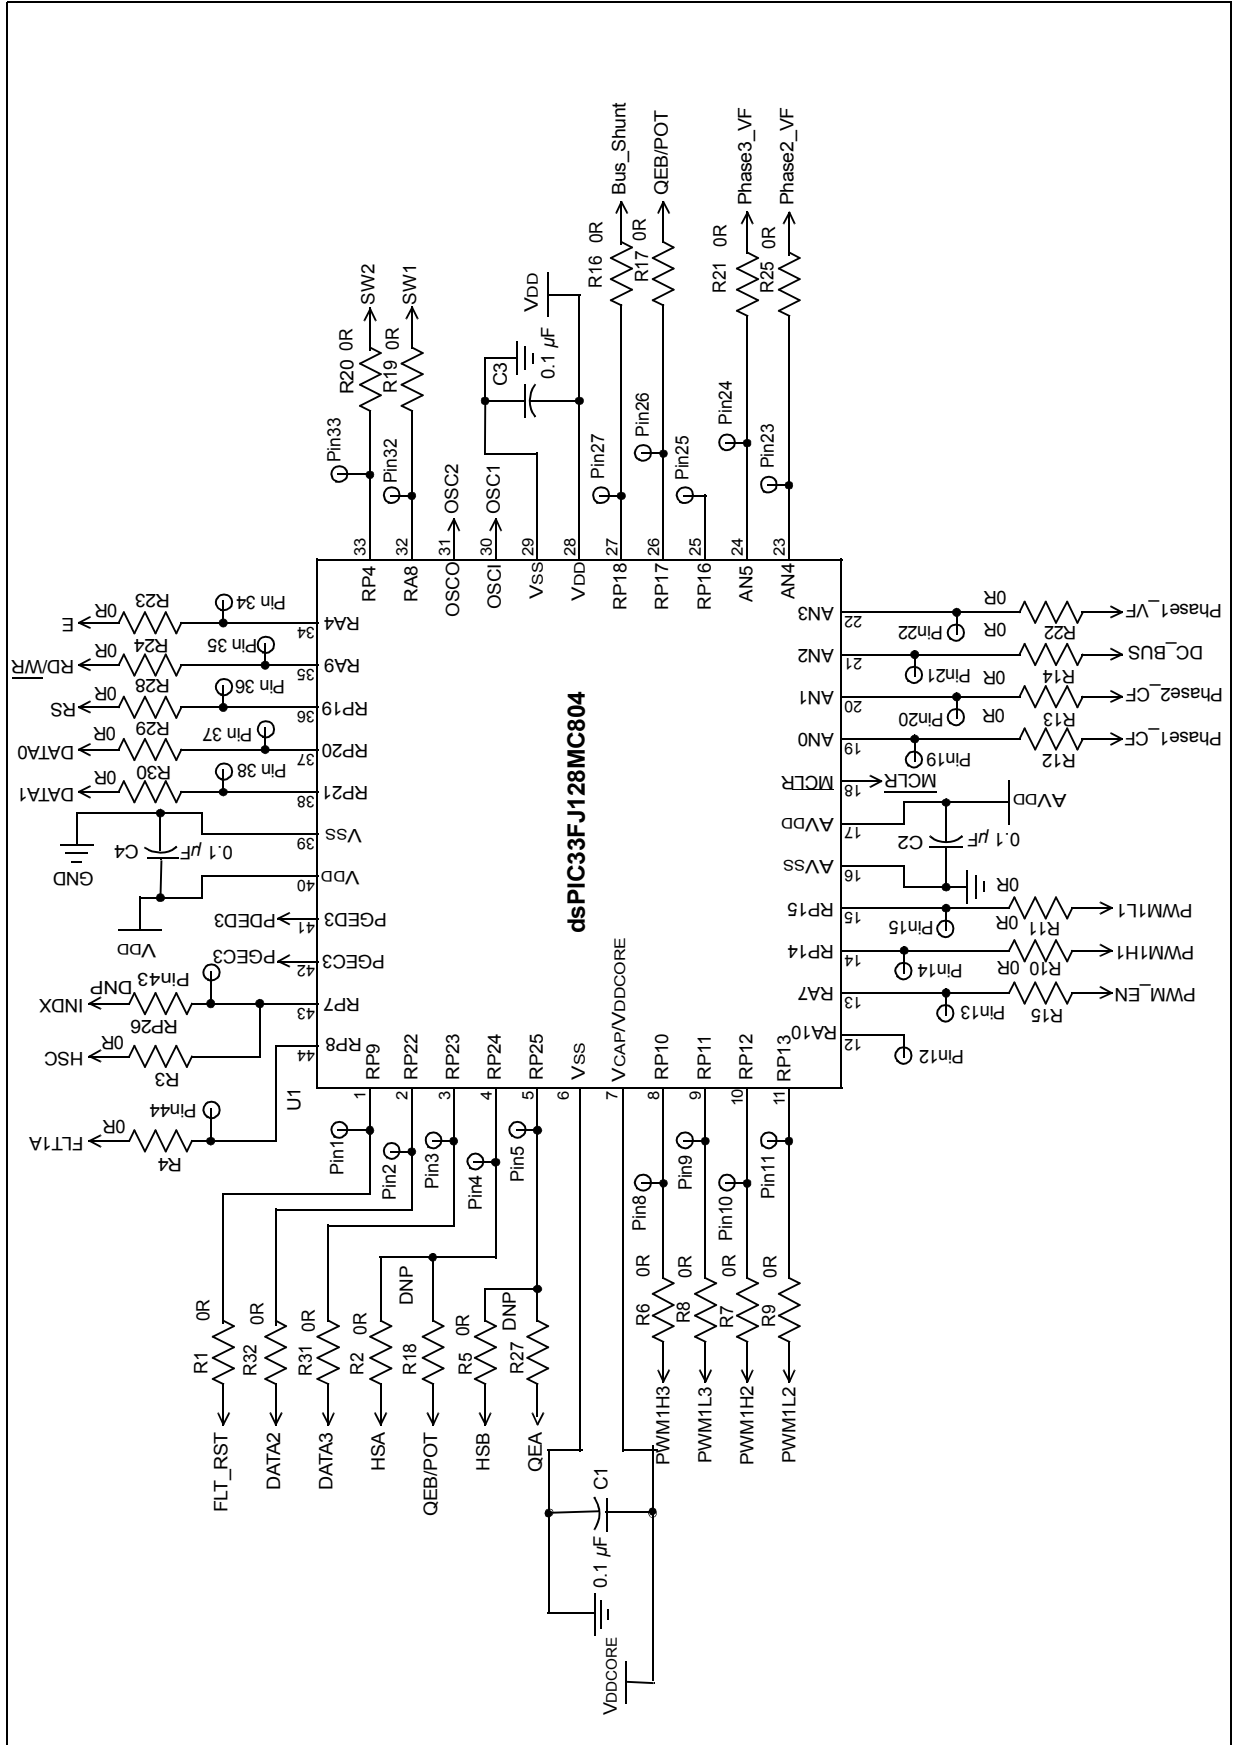 SW2
R20 0R
Pin33
SW1
R19 0R
Pin32
OSC2
OSC1
C3
0.1 µF
VDD
Bus_Shunt
R16 0R
Pin27
QEB/POT
R17 0R
Pin26
Pin25
Phase3_VF
R21 0R
Pin24
Phase2_VF
R25 0R
Pin23
33
RP4
32
RA8
31
OSCO
30
OSCI
29
VSS
28
VDD
27
RP18
26
RP17
25
RP16
24
AN5
23
AN4
E
0R
R23
Pin 34
34
RA4
RD/WR
0R
R24
Pin 35
35
RA9
RS
0R
R28
Pin 36
36
RP19
DATA0
0R
R29
Pin 37
37
RP20
DATA1
0R
R30
Pin 38
38
RP21
GND
C4
0.1 µF
39
VSS
VDD
40
VDD
PDED3
41
PGED3
PGEC3
42
PGEC3
INDX
DNP
RP26
Pin43
43
RP7
HSC
0R
R3
FLT1A
0R
R4
Pin44
44
RP8
dsPIC33FJ128MC804
U1
AN3
22
Pin22
0R
R22
Phase1_VF
AN2
21
Pin21
0R
R14
DC_BUS
AN1
20
Pin20
0R
R13
Phase2_CF
AN0
19
Pin19
0R
R12
Phase1_CF
MCLR
18
MCLR
AVDD
17
AVDD
C2
0.1 µF
AVSS
16
RP15
15
Pin15
0R
R11
PWM1L1
RP14
14
Pin14
0R
R10
PWM1H1
RA7
13
Pin13
0R
R15
PWM_EN
RA10
12
Pin12
RP9
1
Pin1
0R
R1
FLT_RST
RP22
2
Pin2
0R
R32
DATA2
RP23
3
Pin3
0R
R31
DATA3
RP24
4
Pin4
0R
R2
HSA
DNP
R18
QEB/POT
RP25
5
Pin5
0R
R5
HSB
DNP
R27
QEA
VSS
6
VCAP/VDDCORE
7
C1
0.1 µF
VDDCORE
RP10
8
Pin8
R6 0R
PWM1H3
RP11
9
Pin9
R8 0R
PWM1L3
RP12
10
Pin10
R7 0R
PWM1H2
RP13
11
Pin11
R9 0R
PWM1L2